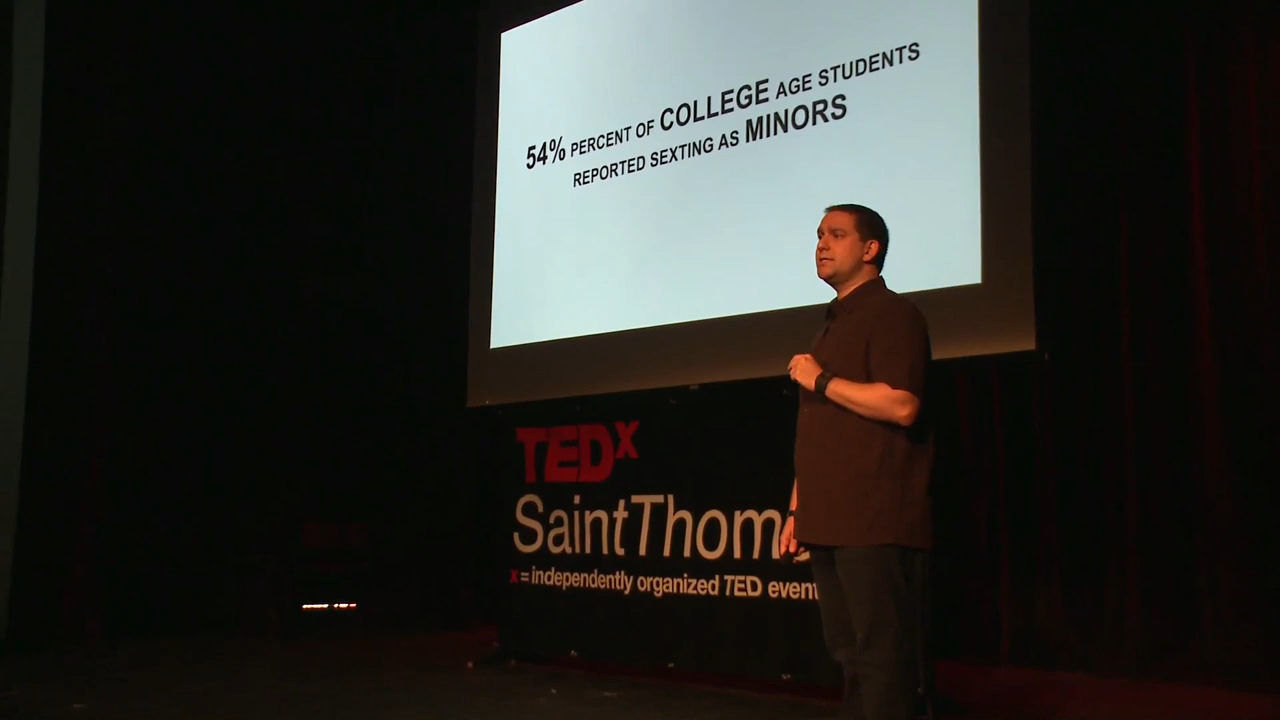 54% PERCENT OF COLLEGE AGE STUDENTS
REPORTED SEXTING AS MINORS
TEDx
SaintThom
x = independently organized TED event